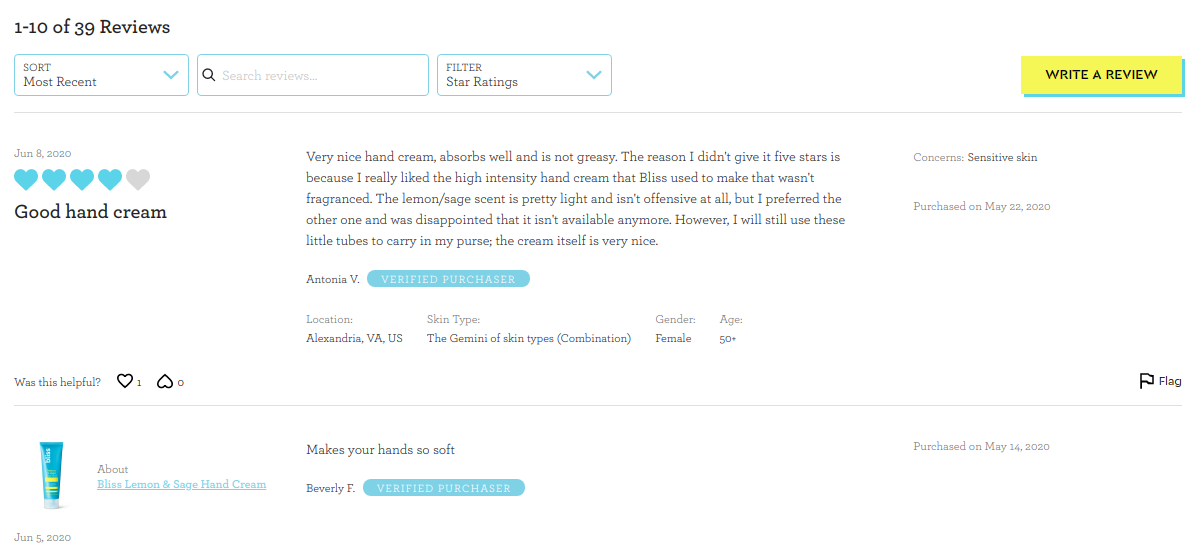 1-10 of 39 Reviews
SORT
Most Recent
Search reviews...
FILTER
Star Ratings
WRITE A REVIEW
Jun 8, 2020
Good hand cream
Very nice hand cream, absorbs well and is not greasy. The reason I didn't give it five stars is
because I really liked the high intensity hand cream that Bliss used to make that wasn't
fragranced. The lemon/sage scent is pretty light and isn't offensive at all, but I preferred the
other one and was disappointed that it isn't available anymore. However, I will still use these
little tubes to carry in my purse; the cream itself is very nice.
Antonia V. VERIFIED PURCHASER
Location: Skin Type: Gender: Age:
Alexandria, VA, US The Gemini of skin types (Combination) Female 50+
Concerns: Sensitive skin
Purchased on May 22, 2020
Was this helpful? 1 0
Flag
bliss
About
Bliss Lemon & Sage Hand Cream
Jun 5, 2020
Makes your hands so soft
Beverly F. VERIFIED PURCHASER
Purchased on May 14, 2020